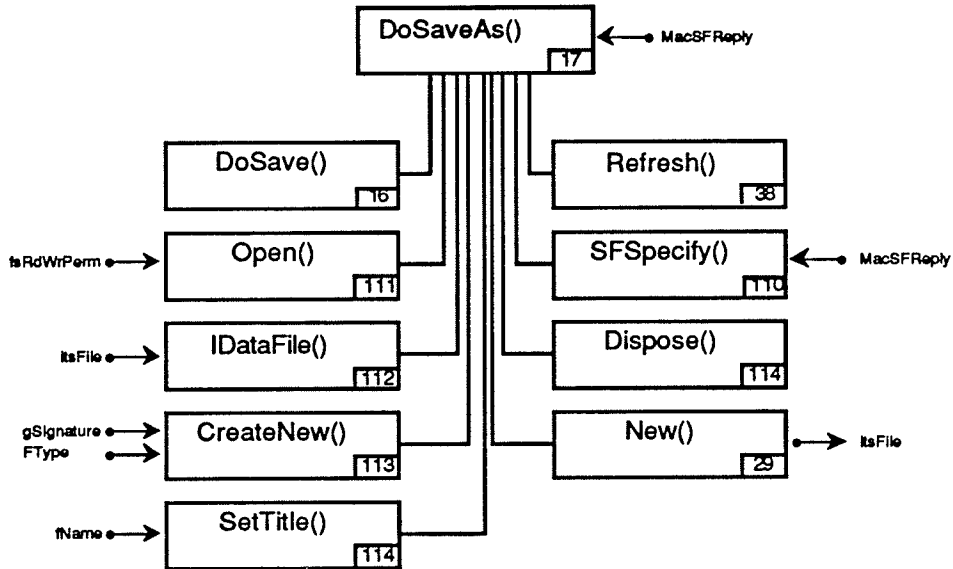 DoSaveAs()
MacSFReply
17
DoSave()
16
Refresh()
38
fsRdWrPerm
Open()
111
SFSpecify()
110
MacSFReply
itsFile
IDataFile()
112
Dispose()
114
gSignature
FType
CreateNew()
113
New()
29
itsFile
fName
SetTitle()
114